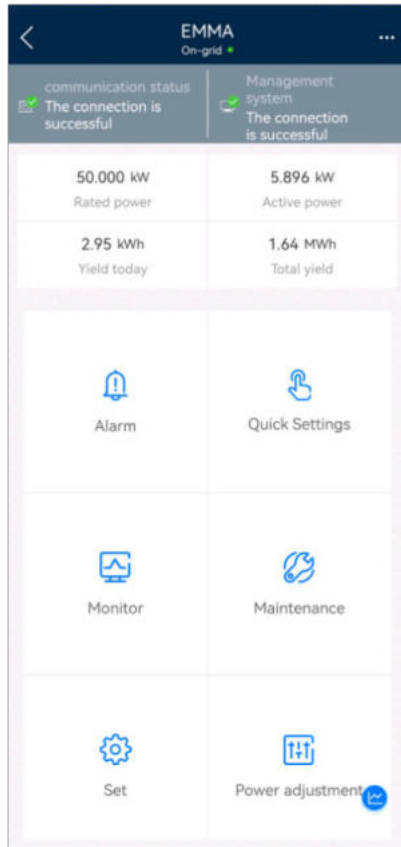 EMMA
On-grid
communication status
The connection is
successful
Management
system
The connection
is successful
50.000 kW
Rated power
5.896 kW
Active power
2.95 kWh
Yield today
1.64 MWh
Total yield
Alarm
Quick Settings
Monitor
Maintenance
Set
Power adjustment